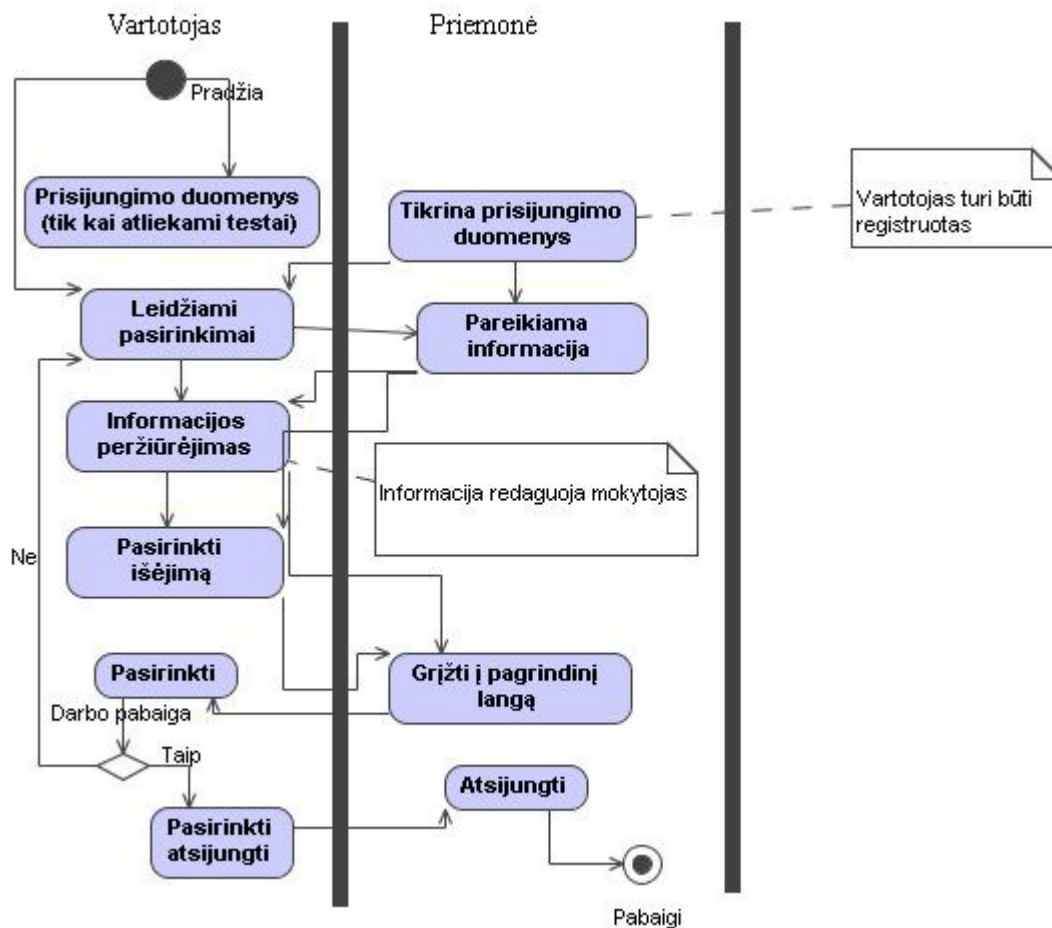 Vartotojas
Priemonė
Pradžia
Prisijungimo duomenys
(tik kai atliekami testai)
Tikrina prisijungimo
duomenys
Vartotojas turi būti
registruotas
Leidžiami
pasirinkimai
Pareikiama
informacija
Informacijos
peržiūrėjimas
Informacija redaguoja mokytojas
Pasirinkti
išėjimą
Ne
Pasirinkti
Grįžti į pagrindinį
langą
Darbo pabaiga
Taip
Atsijungti
Pasirinkti
atsijungti
Pabaigi